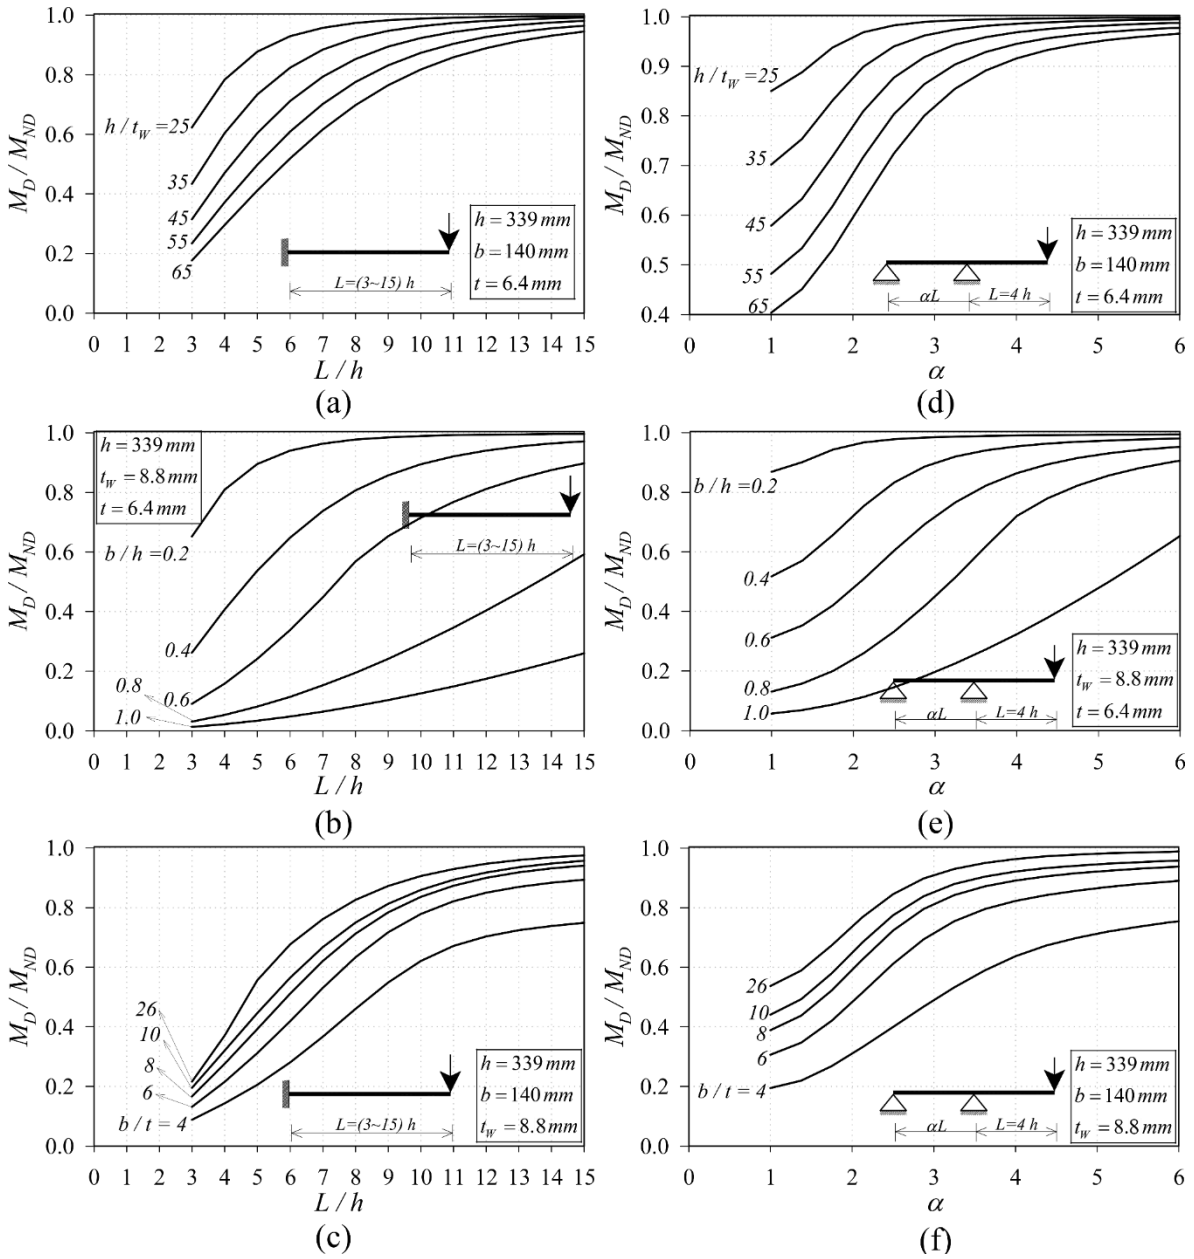 1.0
0.8
0.6
0.4
0.2
0.0
M_D / M_ND
h / t_W =25
35
45
55
65
h = 339 mm
b = 140 mm
t = 6.4 mm
L=(3~15) h
0 1 2 3 4 5 6 7 8 9 10 11 12 13 14 15
L / h
(a)
1.0
0.9
0.8
0.7
0.6
0.5
0.4
M_D / M_ND
h / t_W =25
35
45
55
65
h = 339 mm
b = 140 mm
t = 6.4 mm
αL L=4 h
0 1 2 3 4 5 6
α
(d)
1.0
0.8
0.6
0.4
0.2
0.0
M_D / M_ND
h = 339 mm
t_W = 8.8 mm
t = 6.4 mm
b / h =0.2
0.4
0.6
0.8
1.0
L=(3~15) h
0 1 2 3 4 5 6 7 8 9 10 11 12 13 14 15
L / h
(b)
1.0
0.8
0.6
0.4
0.2
0.0
M_D / M_ND
b / h =0.2
0.4
0.6
0.8
1.0
h = 339 mm
t_W = 8.8 mm
t = 6.4 mm
αL L=4 h
0 1 2 3 4 5 6
α
(e)
1.0
0.8
0.6
0.4
0.2
0.0
M_D / M_ND
26
10
8
6
b / t = 4
h = 339 mm
b = 140 mm
t_W = 8.8 mm
L=(3~15) h
0 1 2 3 4 5 6 7 8 9 10 11 12 13 14 15
L / h
(c)
1.0
0.8
0.6
0.4
0.2
0.0
M_D / M_ND
26
10
8
6
b / t = 4
h = 339 mm
b = 140 mm
t_W = 8.8 mm
αL L=4 h
0 1 2 3 4 5 6
α
(f)